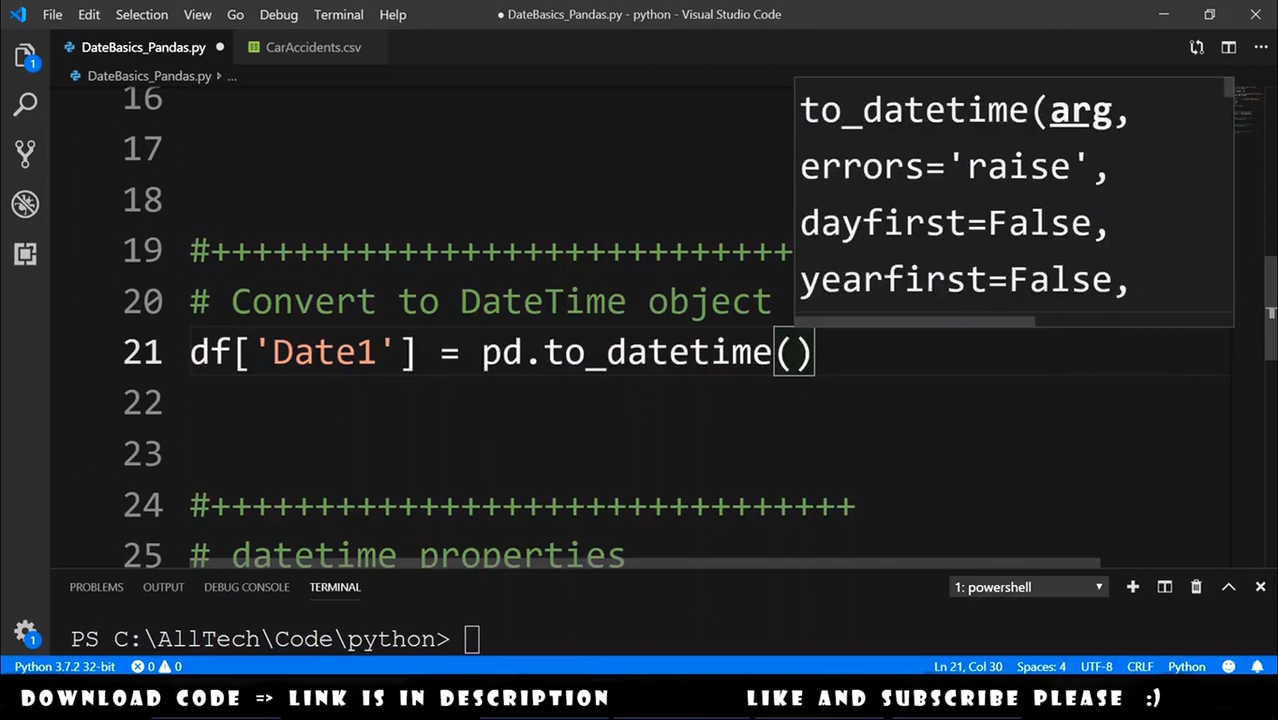 File Edit Selection View Go Debug Terminal Help ● DateBasics_Pandas.py - python - Visual Studio Code
DateBasics_Pandas.py ● CarAccidents.csv
DateBasics_Pandas.py › ...
16
17
18
19 #+++++++++++++++++++++++++++++
20 # Convert to DateTime object
21 df['Date1'] = pd.to_datetime()
22
23
24 #+++++++++++++++++++++++++++++++
25 # datetime properties
to_datetime(arg,
errors='raise',
dayfirst=False,
yearfirst=False,
1
1
PROBLEMS OUTPUT DEBUG CONSOLE TERMINAL 1: powershell
PS C:\AllTech\Code\python>
Python 3.7.2 32-bit 0 0 Ln 21, Col 30 Spaces: 4 UTF-8 CRLF Python
DOWNLOAD CODE => LINK IS IN DESCRIPTION LIKE AND SUBSCRIBE PLEASE :)